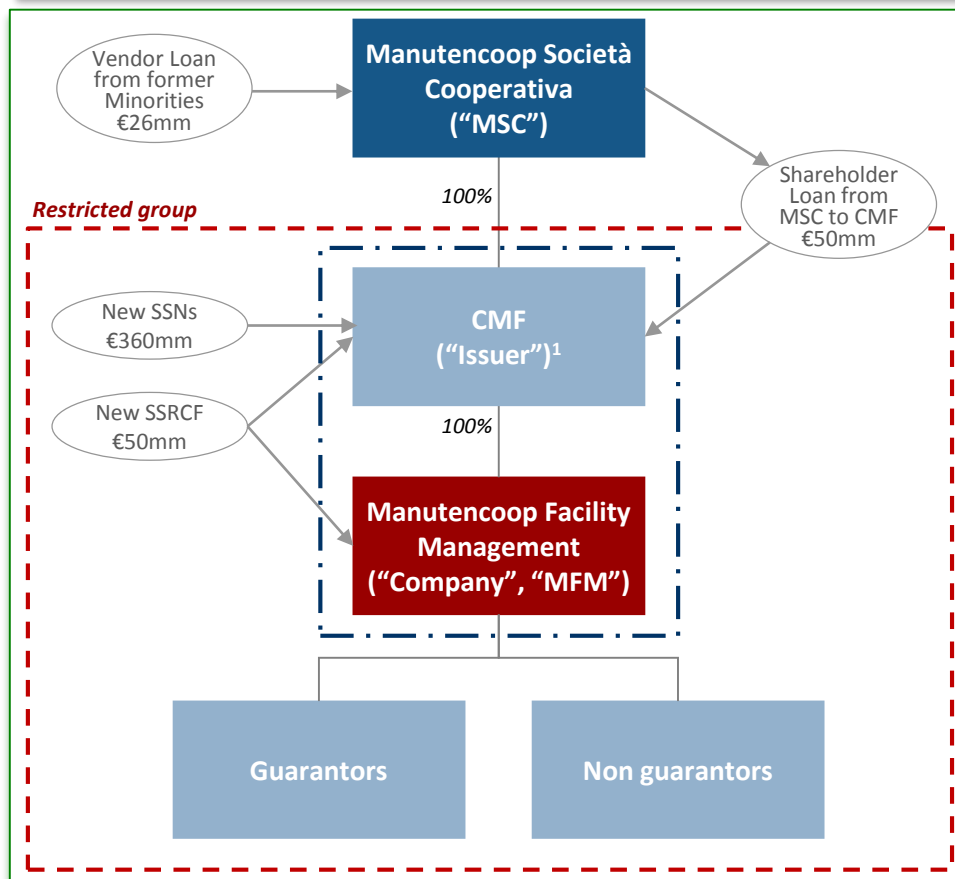 Vendor Loan
from former
Minorities
€26mm
Manutencoop Società
Cooperativa
(“MSC”)
100%
Shareholder
Loan from
MSC to CMF
€50mm
Restricted group
New SSNs
€360mm
CMF
(“Issuer”)¹
New SSRCF
€50mm
100%
Manutencoop Facility
Management
(“Company”, “MFM”)
Guarantors
Non guarantors